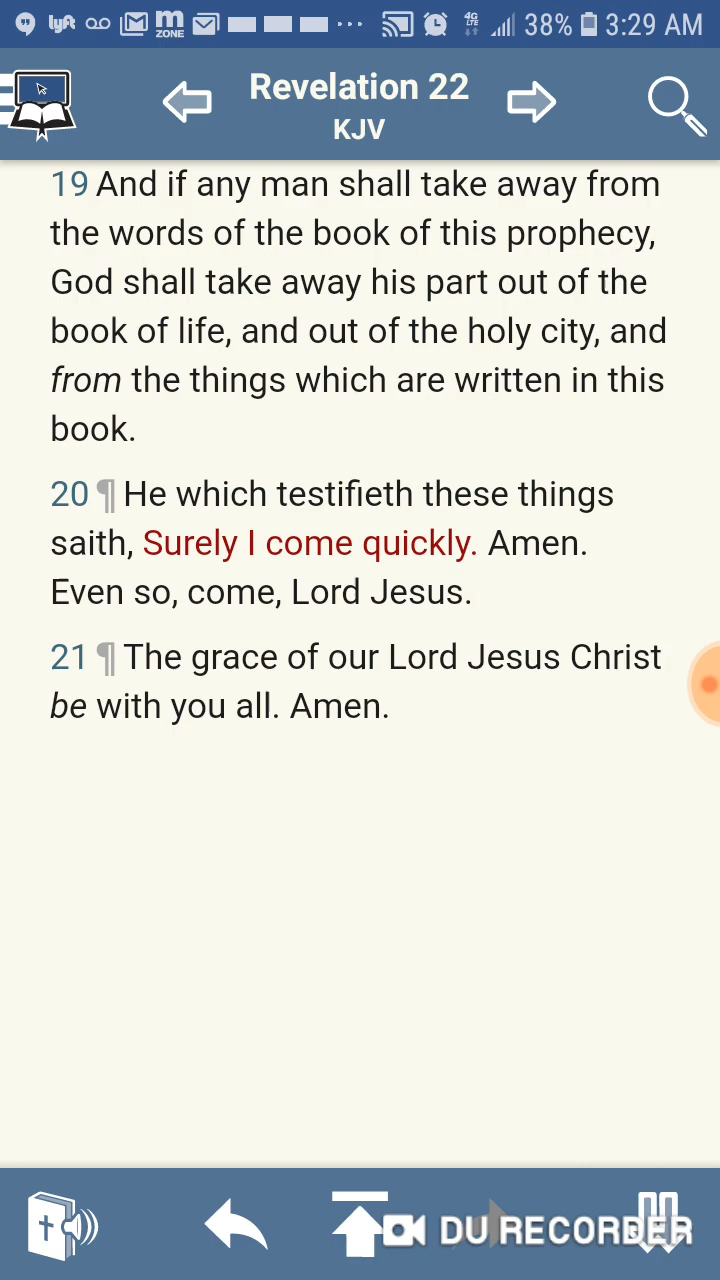 lyft m ZONE 4G LTE 38% 3:29 AM
Revelation 22
KJV
19 And if any man shall take away from
the words of the book of this prophecy,
God shall take away his part out of the
book of life, and out of the holy city, and
from the things which are written in this
book.
20 ¶ He which testifieth these things
saith, Surely I come quickly. Amen.
Even so, come, Lord Jesus.
21 ¶ The grace of our Lord Jesus Christ
be with you all. Amen.
DU RECORDER